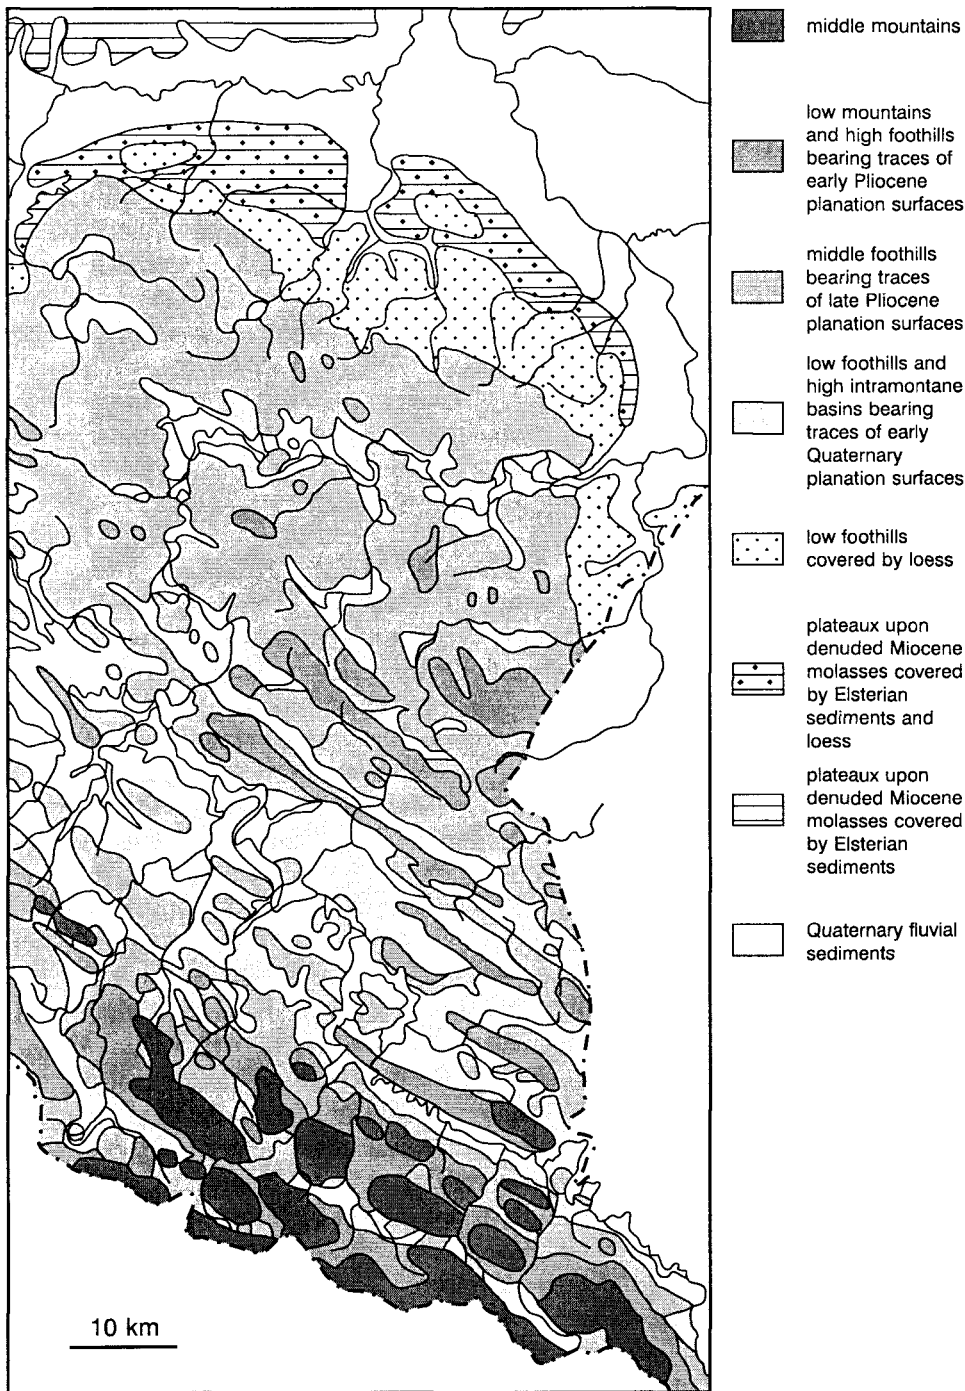 middle mountains
low mountains
and high foothills
bearing traces of
early Pliocene
planation surfaces
middle foothills
bearing traces
of late Pliocene
planation surfaces
low foothills and
high intramontane
basins bearing
traces of early
Quaternary
planation surfaces
low foothills
covered by loess
plateaux upon
denuded Miocene
molasses covered
by Elsterian
sediments and
loess
plateaux upon
denuded Miocene
molasses covered
by Elsterian
sediments
Quaternary fluvial
sediments
10 km